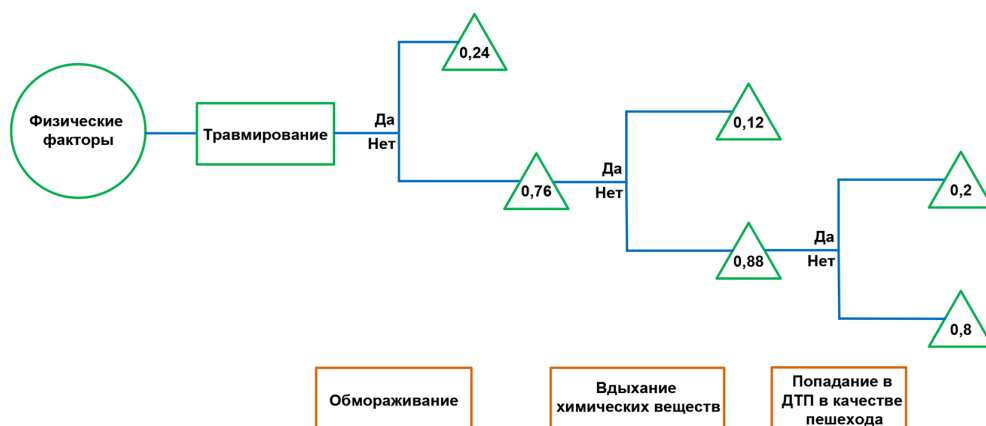 0,24
Физические
факторы
Травмирование
Да
Нет
0,12
0,76
Да
Нет
0,2
0,88
Да
Нет
0,8
Обмораживание
Вдыхание
химических веществ
Попадание в
ДТП в качестве
пешехода